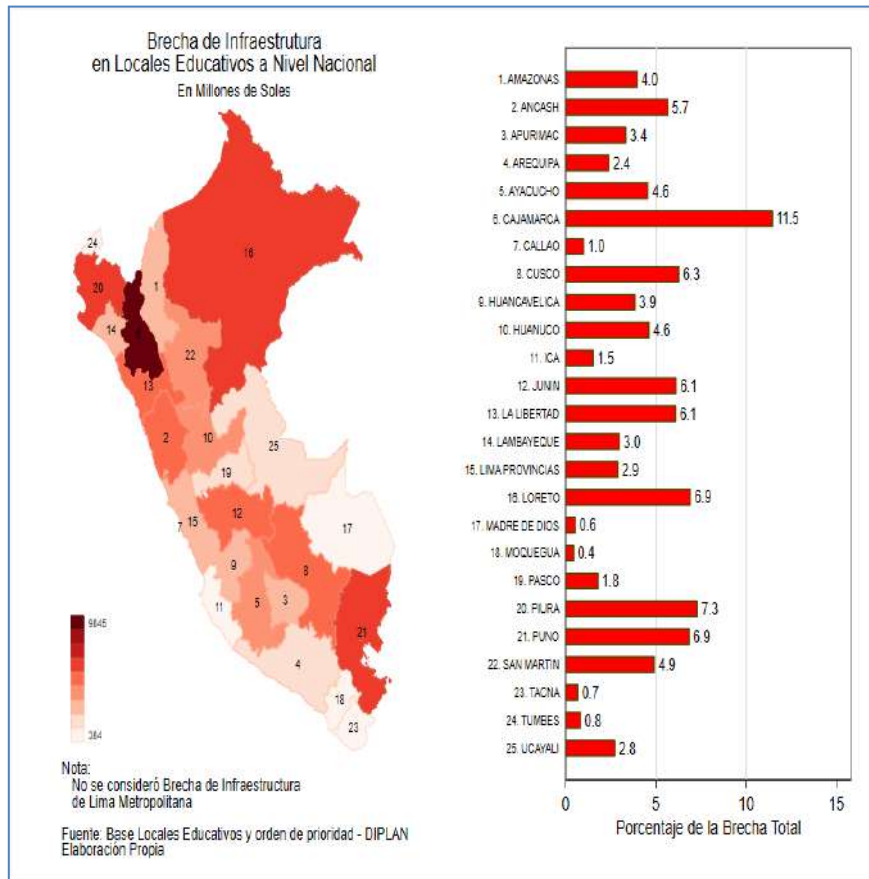 Brecha de Infraestrutura
en Locales Educativos a Nivel Nacional
En Millones de Soles
24
16
20
1
14
22
13
2
10
25
19
12
7
15
17
9
8
11
5
3
21
4
18
23
9845
384
Nota:
No se consideró Brecha de Infraestructura
de Lima Metropolitana
Fuente: Base Locales Educativos y orden de prioridad - DIPLAN
Elaboración Propia
1. AMAZONAS 4.0
2. ANCASH 5.7
3. APURIMAC 3.4
4. AREQUIPA 2.4
5. AYACUCHO 4.6
6. CAJAMARCA 11.5
7. CALLAO 1.0
8. CUSCO 6.3
9. HUANCAVELICA 3.9
10. HUANUCO 4.6
11. ICA 1.5
12. JUNIN 6.1
13. LA LIBERTAD 6.1
14. LAMBAYEQUE 3.0
15. LIMA PROVINCIAS 2.9
16. LORETO 6.9
17. MADRE DE DIOS 0.6
18. MOQUEGUA 0.4
19. PASCO 1.8
20. PIURA 7.3
21. PUNO 6.9
22. SAN MARTIN 4.9
23. TACNA 0.7
24. TUMBES 0.8
25. UCAYALI 2.8
0 5 10 15
Porcentaje de la Brecha Total